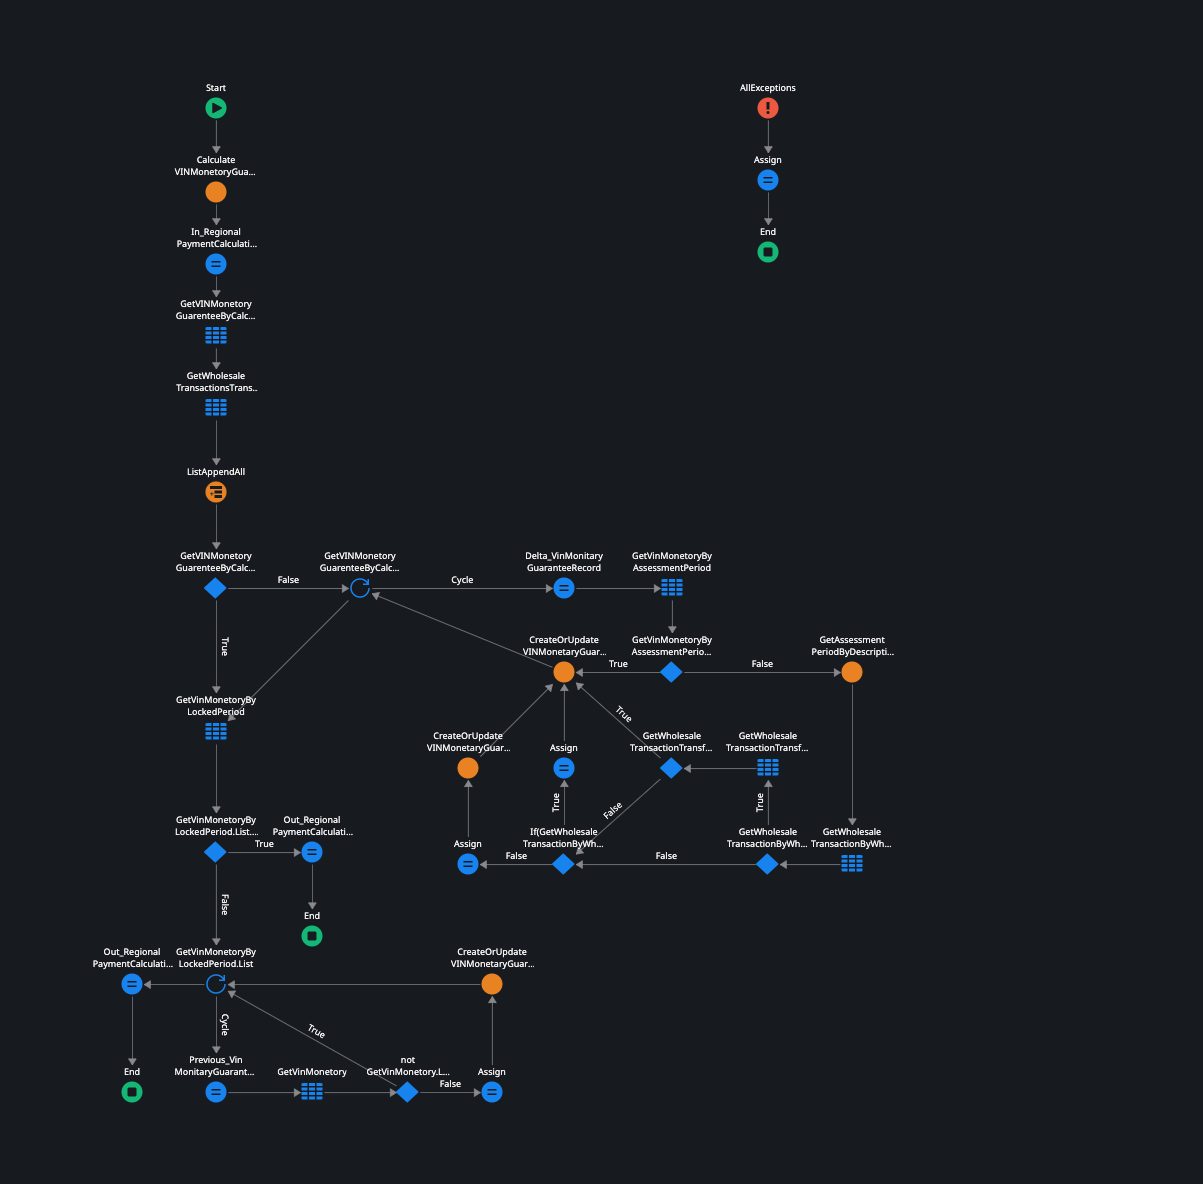 Start
AllExceptions
Calculate
VINMonetoryGua...
Assign
In_Regional
PaymentCalculati...
End
GetVINMonetory
GuarenteeByCalc...
GetWholesale
TransactionsTrans..
ListAppendAll
GetVINMonetory
GuarenteeByCalc...
GetVINMonetory
GuarenteeByCalc...
Delta_VinMonitary
GuaranteeRecord
GetVinMonetoryBy
AssessmentPeriod
False
Cycle
True
CreateOrUpdate
VINMonetaryGuar...
GetVinMonetoryBy
AssessmentPerio...
GetAssessment
PeriodByDescripti...
True
False
GetVinMonetoryBy
LockedPeriod
True
CreateOrUpdate
VINMonetaryGuar...
Assign
GetWholesale
TransactionTransf...
GetWholesale
TransactionTransf...
True
False
True
GetVinMonetoryBy
LockedPeriod.List....
Out_Regional
PaymentCalculati...
True
Assign
If(GetWholesale
TransactionByWh...
GetWholesale
TransactionByWh...
GetWholesale
TransactionByWh...
False
False
False
End
Out_Regional
PaymentCalculati...
GetVinMonetoryBy
LockedPeriod.List
CreateOrUpdate
VINMonetaryGuar...
Cycle
True
End
Previous_Vin
MonitaryGuarant...
GetVinMonetory
not
GetVinMonetory.L...
False
Assign